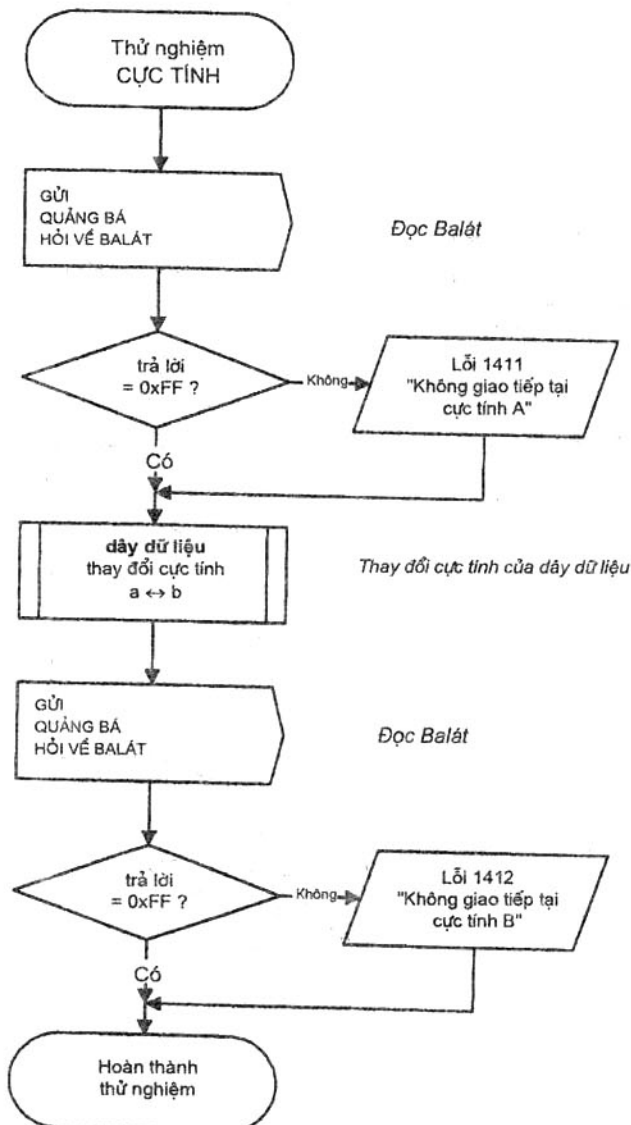 Thử nghiệm
CỰC TÍNH
GỬI
QUẢNG BÁ
HỎI VỀ BALÁT
Đọc Balát
trả lời
= 0xFF ?
Không
Lỗi 1411
"Không giao tiếp tại
cực tính A"
Có
dây dữ liệu
thay đổi cực tính
a ↔ b
Thay đổi cực tính của dây dữ liệu
GỬI
QUẢNG BÁ
HỎI VỀ BALÁT
Đọc Balát
trả lời
= 0xFF ?
Không
Lỗi 1412
"Không giao tiếp tại
cực tính B"
Có
Hoàn thành
thử nghiệm